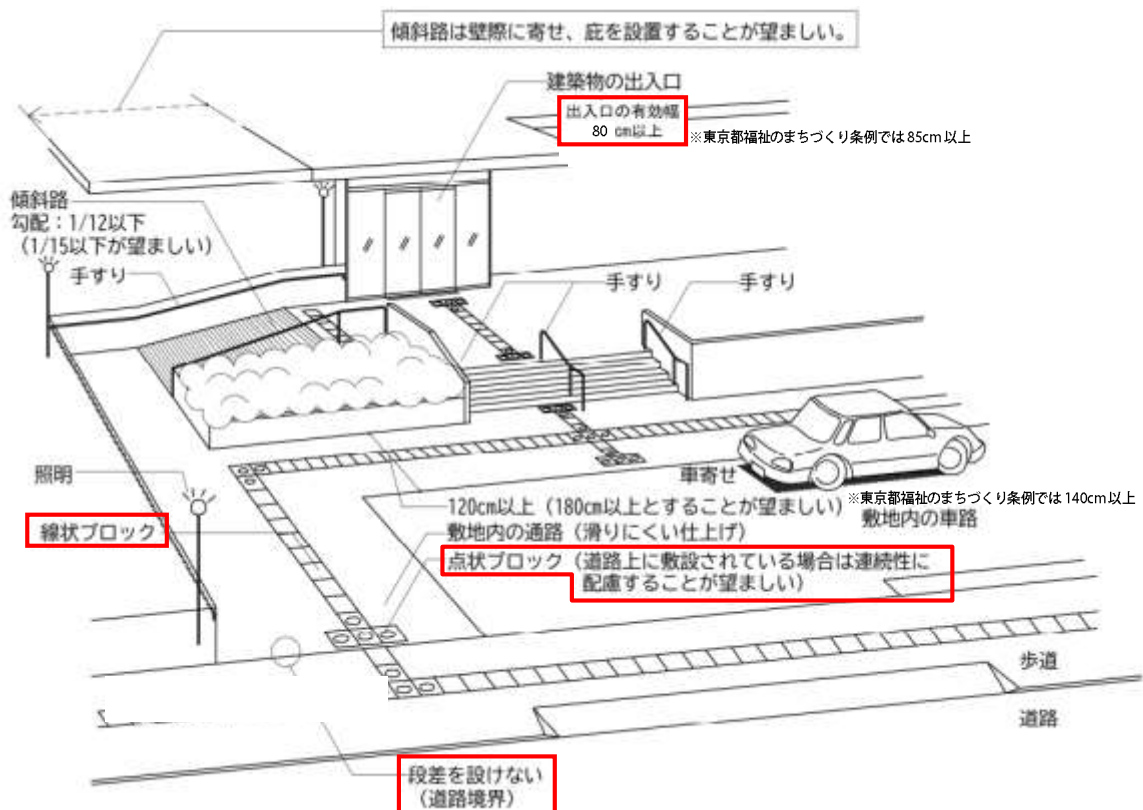 傾斜路は壁際に寄せ、庇を設置することが望ましい。
建築物の出入口
出入口の有効幅
80 cm以上
※東京都福祉のまちづくり条例では85cm以上
傾斜路
勾配：1/12以下
（1/15以下が望ましい）
手すり
手すり
手すり
照明
車寄せ
120cm以上（180cm以上とすることが望ましい）
※東京都福祉のまちづくり条例では140cm以上
敷地内の車路
線状ブロック
敷地内の通路（滑りにくい仕上げ）
点状ブロック（道路上に敷設されている場合は連続性に
配慮することが望ましい）
歩道
道路
段差を設けない
（道路境界）